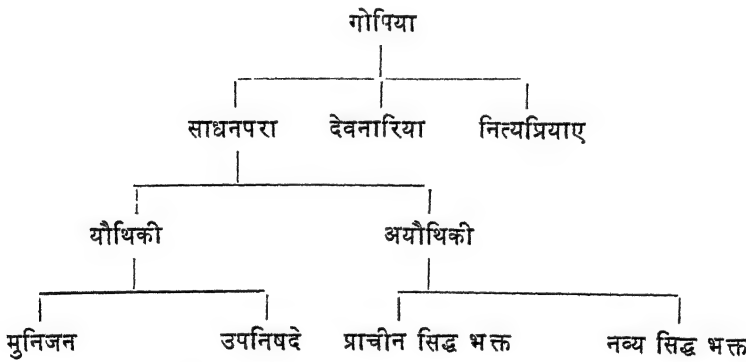 गोपिया
साधनपरा देवनारिया नित्यप्रियाए
यौथिकी अयौथिकी
मुनिजन उपनिषदे प्राचीन सिद्ध भक्त नव्य सिद्ध भक्त